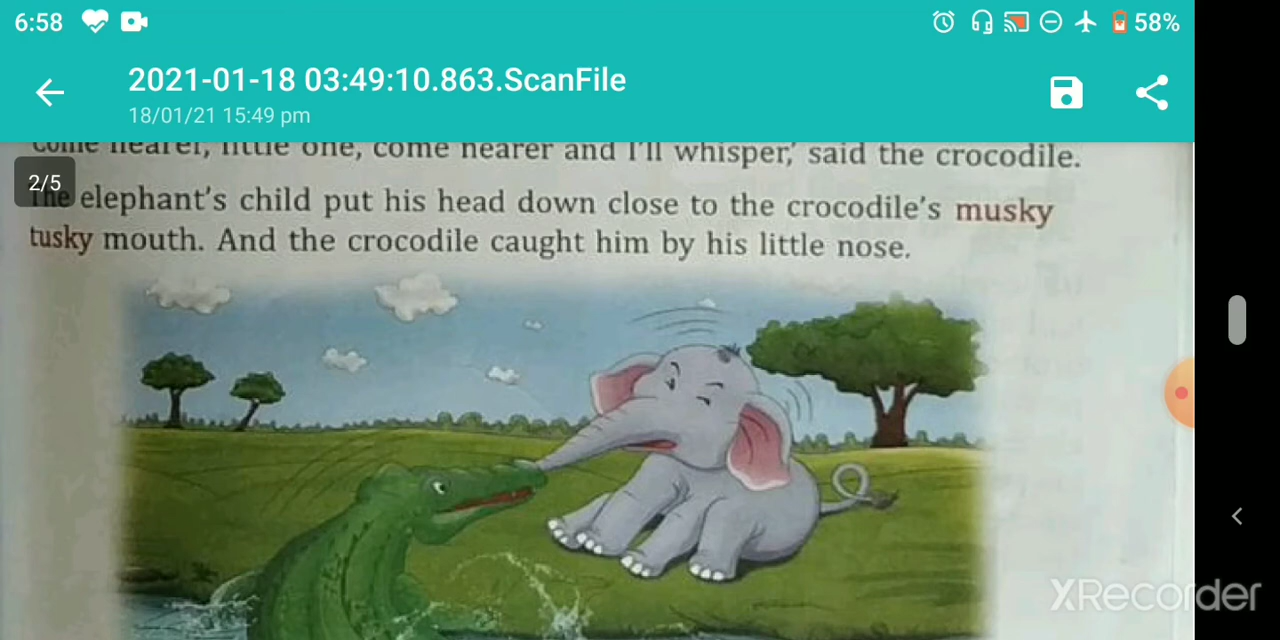 6:58 58%
2021-01-18 03:49:10.863.ScanFile
18/01/21 15:49 pm
come nearer, little one, come nearer and I'll whisper,' said the crocodile.
2/5
The elephant's child put his head down close to the crocodile's musky
tusky mouth. And the crocodile caught him by his little nose.
XRecorder